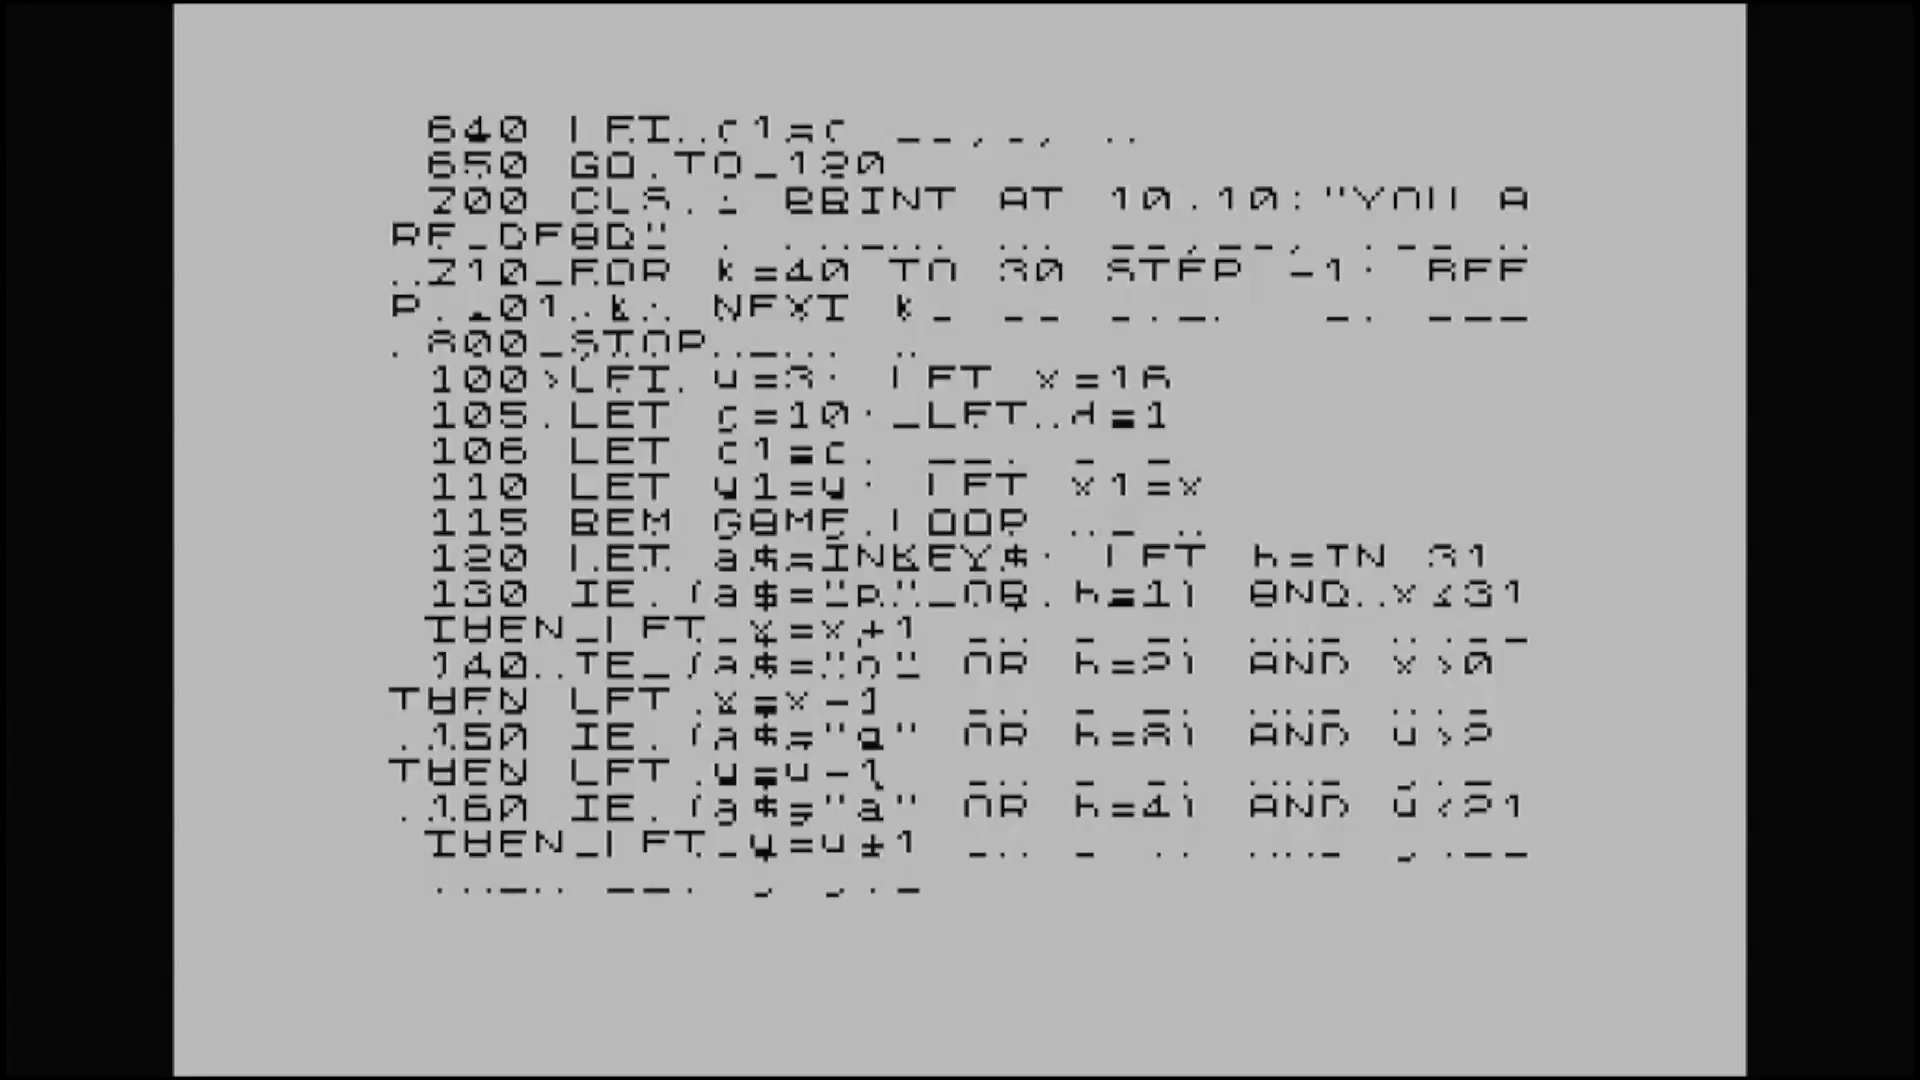 640 LET c1=c
650 GO TO 120
700 CLS : PRINT AT 10,10;"YOU A
RE DEAD"
710 FOR k=40 TO 30 STEP -1: BEE
P .01,k: NEXT k
800 STOP
100>LET y=3: LET x=16
105 LET c=10: LET d=1
106 LET c1=c
110 LET y1=y: LET x1=x
115 REM GAME LOOP
120 LET a$=INKEY$: LET b=IN 31
130 IF (a$="p" OR b=1) AND x<31
THEN LET x=x+1
140 IF (a$="o" OR b=2) AND x>0
THEN LET x=x-1
150 IF (a$="q" OR b=8) AND y>2
THEN LET y=y-1
160 IF (a$="a" OR b=4) AND y<21
THEN LET y=y+1